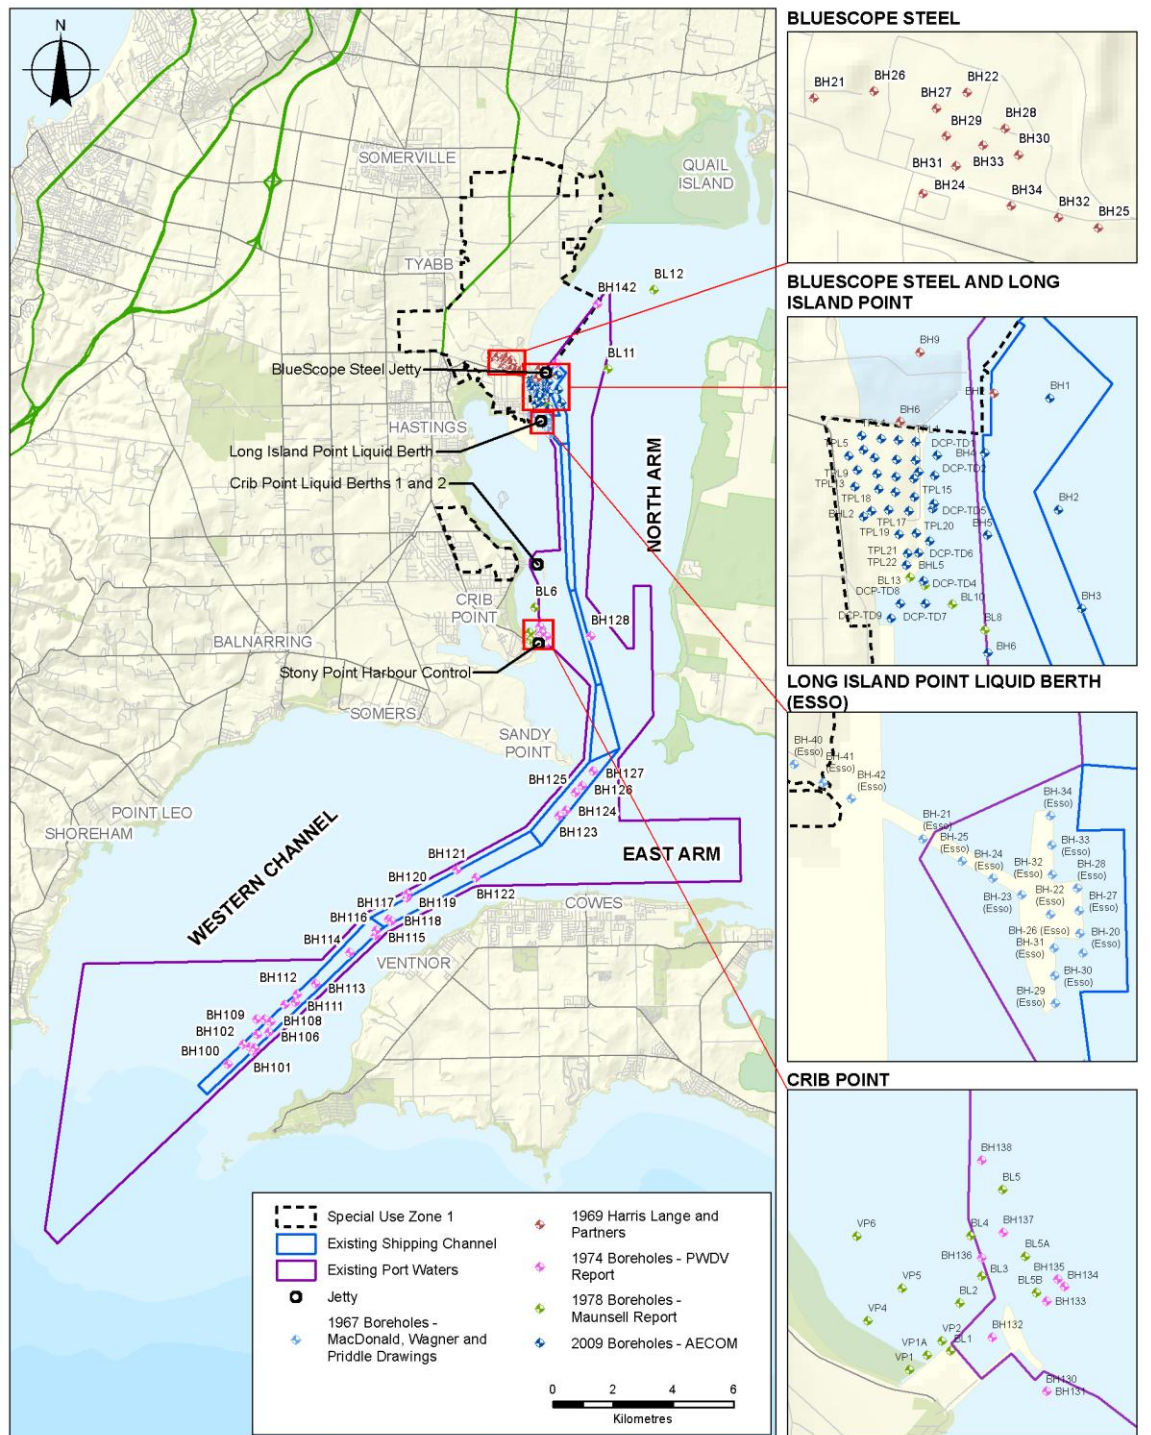 N
SOMERVILLE
QUAIL
ISLAND
TYABB
BL12
BH142
BL11
BlueScope Steel Jetty
HASTINGS
Long Island Point Liquid Berth
Crib Point Liquid Berths 1 and 2
NORTH ARM
BL6
CRIB
POINT
BH128
BALNARRING
Stony Point Harbour Control
SOMERS
SANDY
POINT
BH125
BH127
BH126
BH124
BH123
POINT LEO
SHOREHAM
WESTERN CHANNEL
EAST ARM
BH121
BH120
BH122
BH119
BH117
COWES
BH116
BH118
BH115
BH114
VENTNOR
BH112
BH113
BH111
BH109
BH108
BH102
BH106
BH100
BH101
Special Use Zone 1
Existing Shipping Channel
Existing Port Waters
Jetty
1967 Boreholes -
MacDonald, Wagner and
Priddle Drawings
1969 Harris Lange and
Partners
1974 Boreholes - PWDV
Report
1978 Boreholes -
Maunsell Report
2009 Boreholes - AECOM
0 2 4 6
Kilometres
BLUESCOPE STEEL
BH21
BH26
BH22
BH27
BH28
BH29
BH30
BH31
BH33
BH24
BH34
BH32
BH25
BLUESCOPE STEEL AND LONG
ISLAND POINT
BH9
BH1
BH6
TPL5
DCP-TD1
BH4
TPL9
DCP-TD2
TPL13
TPL15
TPL18
BH2
BHL2
DCP-TD5
TPL17
TPL19
TPL20
BH5
TPL21
DCP-TD6
TPL22
BHL5
BL13
DCP-TD4
DCP-TD8
BL10
BH3
DCP-TD9
DCP-TD7
BL8
BH6
LONG ISLAND POINT LIQUID BERTH
(ESSO)
BH-40
(Esso)
BH-41
(Esso)
BH-42
(Esso)
BH-34
(Esso)
BH-21
(Esso)
BH-25
(Esso)
BH-33
(Esso)
BH-24
(Esso)
BH-32
(Esso)
BH-28
(Esso)
BH-23
(Esso)
BH-22
(Esso)
BH-27
(Esso)
BH-26 (Esso)
BH-20
(Esso)
BH-31
(Esso)
BH-30
(Esso)
BH-29
(Esso)
CRIB POINT
BH138
BL5
VP6
BL4
BH137
BH136
BL5A
BL3
BH135
BH134
VP5
BL5B
BL2
BH133
VP4
VP2
BH132
VP1A
BL1
VP1
BH130
BH131